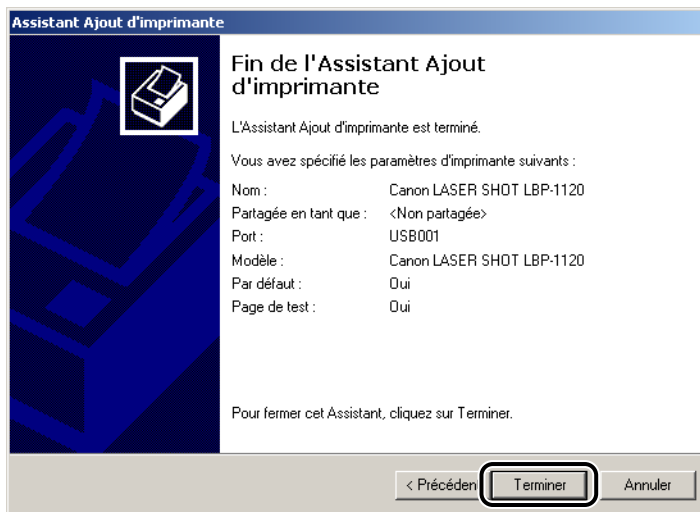 Assistant Ajout d'imprimante
Fin de l'Assistant Ajout
d'imprimante
L'Assistant Ajout d'imprimante est terminé.
Vous avez spécifié les paramètres d'imprimante suivants :
Nom : Canon LASER SHOT LBP-1120
Partagée en tant que : <Non partagée>
Port : USB001
Modèle : Canon LASER SHOT LBP-1120
Par défaut : Oui
Page de test : Oui
Pour fermer cet Assistant, cliquez sur Terminer.
< Précéden Terminer Annuler